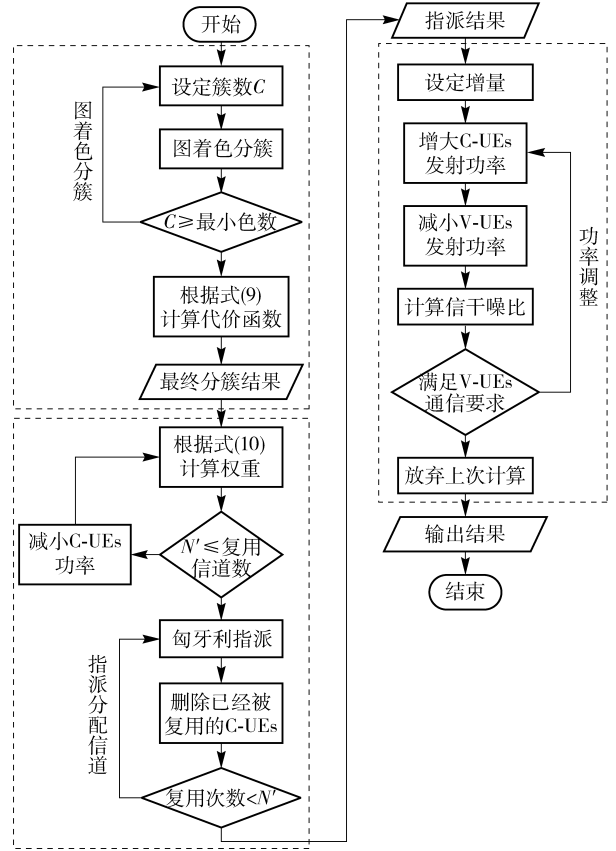 开始
设定簇数C
图着色分簇
图着色分簇
C≥最小色数
根据式(9)
计算代价函数
最终分簇结果
根据式(10)
计算权重
减小C-UEs
功率
N′≤复用
信道数
匈牙利指派
指派分配信道
删除已经被
复用的C-UEs
复用次数<N′
指派结果
设定增量
增大C-UEs
发射功率
减小V-UEs
发射功率
功率调整
计算信干噪比
满足V-UEs
通信要求
放弃上次计算
输出结果
结束